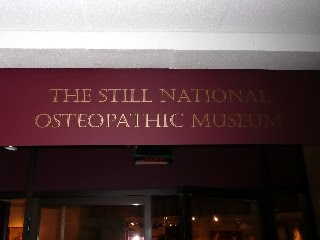 THE STILL NATIONAL
OSTEOPATHIC MUSEUM